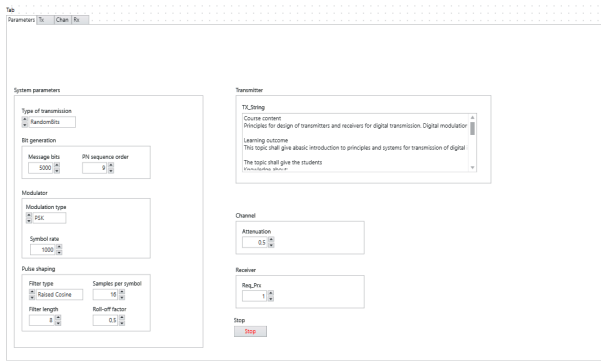 Tab
Parameters Tx Chan Rx
System parameters
Type of transmission
RandomBits
Bit generation
Message bits PN sequence order
5000 9
Modulator
Modulation type
PSK
Symbol rate
1000
Pulse shaping
Filter type Samples per symbol
Raised Cosine 16
Filter length Roll-off factor
8 0.5
Transmitter
TX_String
Course content
Principles for design of transmitters and receivers for digital transmission. Digital modulation
Learning outcome
This topic shall give abasic introduction to principles and systems for transmission of digital
The topic shall give the students
Knowledge about:
Channel
Attenuation
0.5
Receiver
Req_Prx
1
Stop
Stop